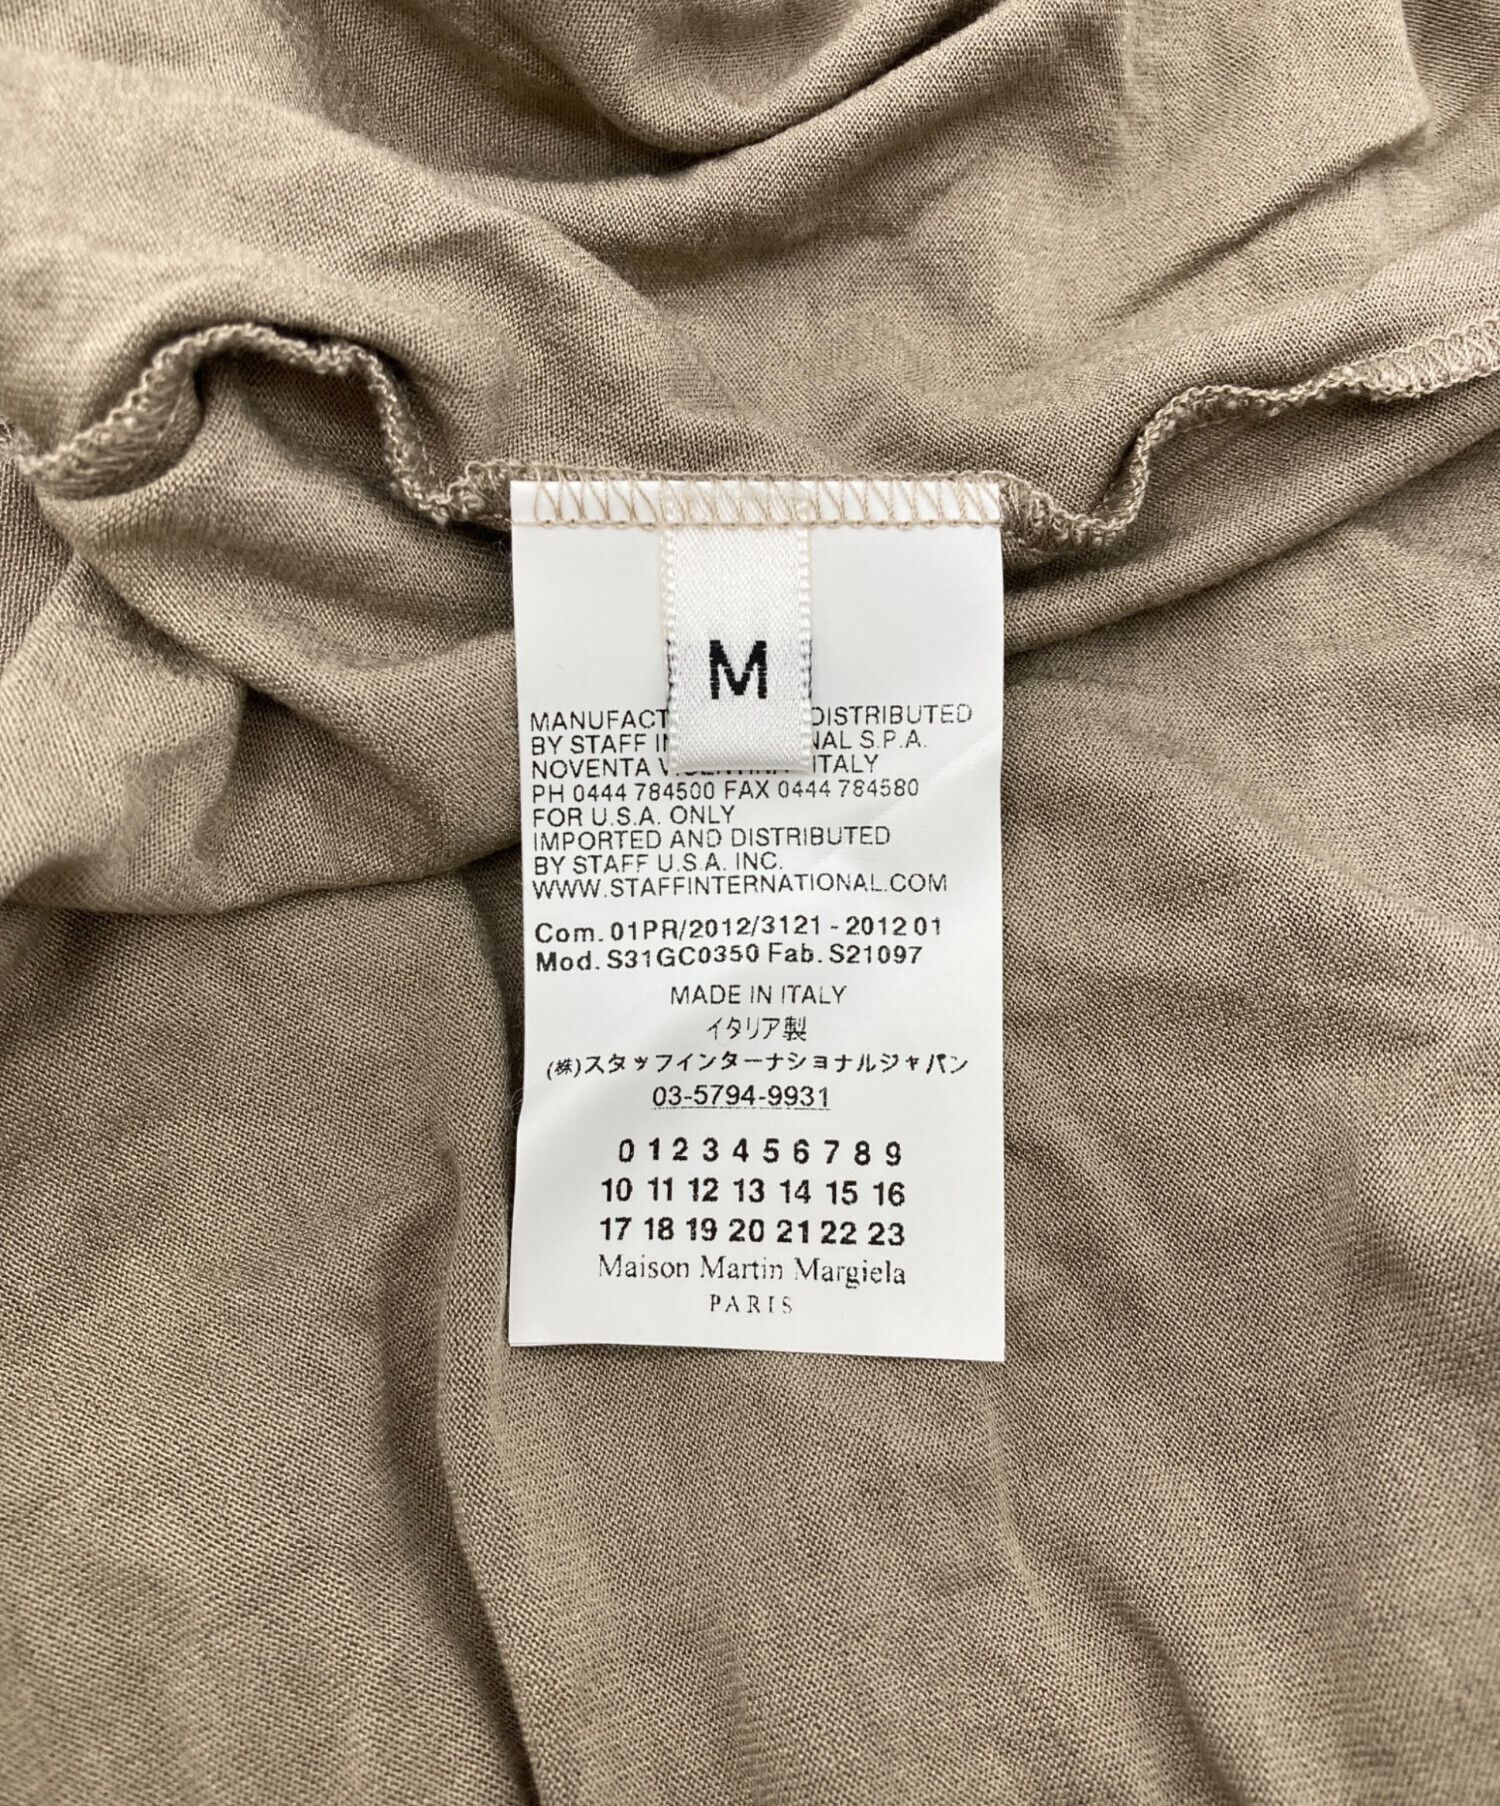 M
DISTRIBUTED
BY STAFF S.P.A.
NOVENTA ITALY
PH 0444 784500 FAX 0444 784580
FOR U.S.A. ONLY
IMPORTED AND DISTRIBUTED
BY STAFF U.S.A. INC.
WWW.STAFFINTERNATIONAL.COM
Com. 01PR/2012/3121 - 2012 01
Mod. S31GC0350 Fab. S21097
MADE IN ITALY
イタリア製
(株)スタッフインターナショナルジャパン
03-5794-9931
0 1 2 3 4 5 6 7 8 9
10 11 12 13 14 15 16
17 18 19 20 21 22 23
Maison Martin Margiela
PARIS